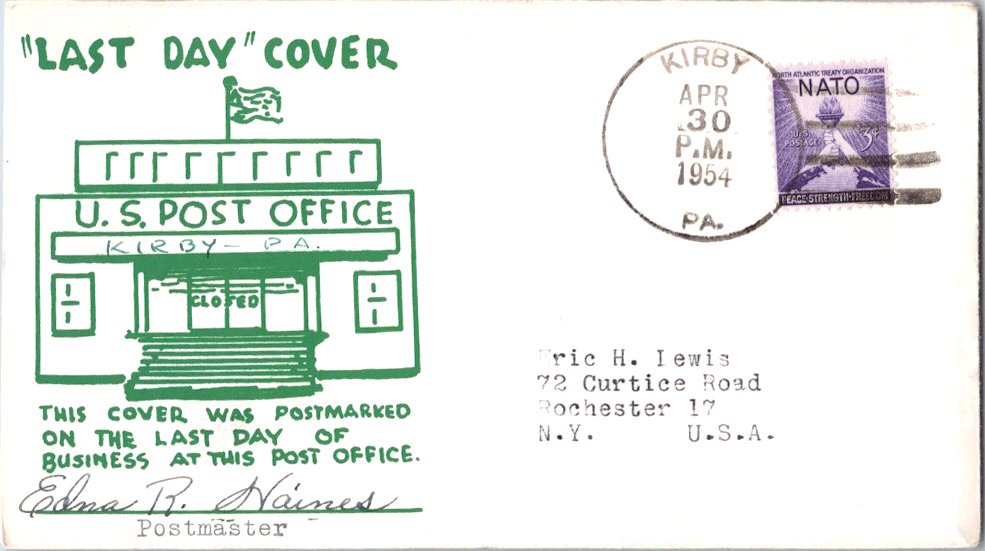 "LAST DAY" COVER
U.S. POST OFFICE
KIRBY - PA.
CLOSED
THIS COVER WAS POSTMARKED
ON THE LAST DAY OF
BUSINESS AT THIS POST OFFICE.
Edna R. Haines
Postmaster
KIRBY
APR
30
P.M.
1954
PA.
NORTH ATLANTIC TREATY ORGANIZATION
NATO
U.S. POSTAGE
3¢
PEACE·STRENGTH·FREEDOM
Eric H. Lewis
72 Curtice Road
Rochester 17
N.Y. U.S.A.